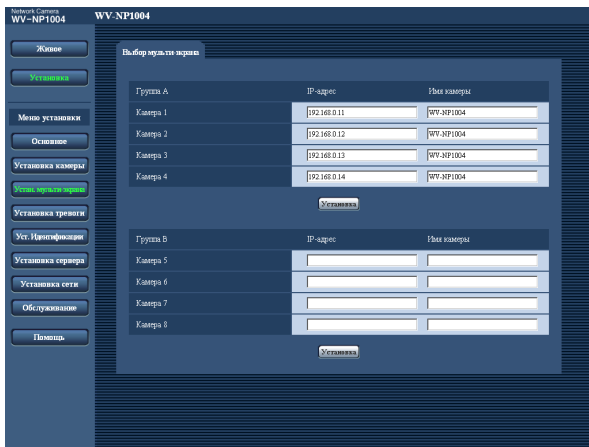 Network Camera
WV-NP1004
WV-NP1004
Живое
Установка
Меню установки
Основное
Установка камеры
Устан. мульти-экрана
Установка тревоги
Уст. Идентификации
Установка сервера
Установка сети
Обслуживание
Помощь
Выбор мульти-экрана
Группа A IP-адрес Имя камеры
Камера 1 192.168.0.11 WV-NP1004
Камера 2 192.168.0.12 WV-NP1004
Камера 3 192.168.0.13 WV-NP1004
Камера 4 192.168.0.14 WV-NP1004
Установка
Группа B IP-адрес Имя камеры
Камера 5
Камера 6
Камера 7
Камера 8
Установка